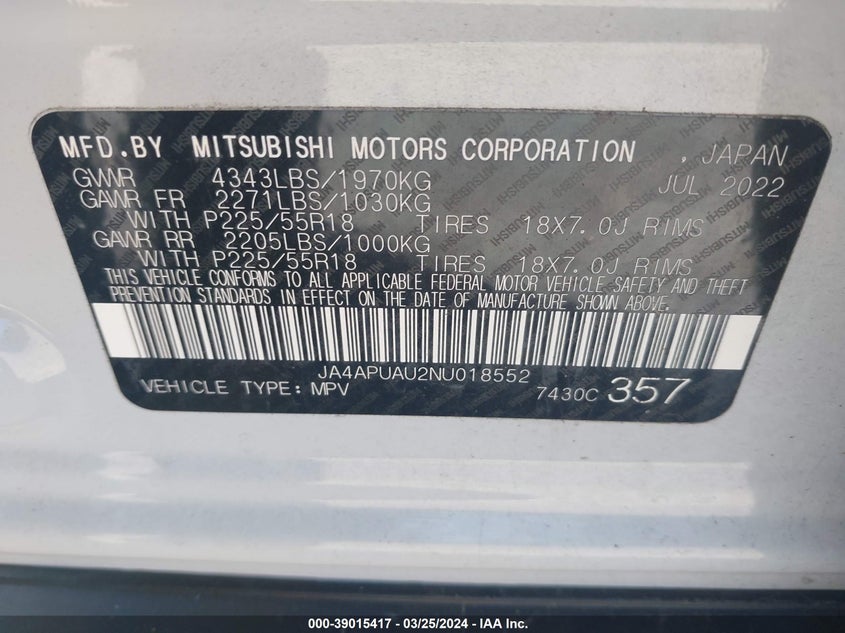 MFD.BY MITSUBISHI MOTORS CORPORATION , JAPAN
GVWR 4343LBS/1970KG JUL 2022
GAWR FR 2271LBS/1030KG
WITH P225/55R18 TIRES 18X7.0J RIMS
GAWR RR 2205LBS/1000KG
WITH P225/55R18 TIRES 18X7.0J RIMS
THIS VEHICLE CONFORMS TO ALL APPLICABLE FEDERAL MOTOR VEHICLE SAFETY AND THEFT
PREVENTION STANDARDS IN EFFECT ON THE DATE OF MANUFACTURE SHOWN ABOVE.
JA4APUAU2NU018552
VEHICLE TYPE: MPV 7430C 357
000-39015417 - 03/25/2024 - IAA Inc.